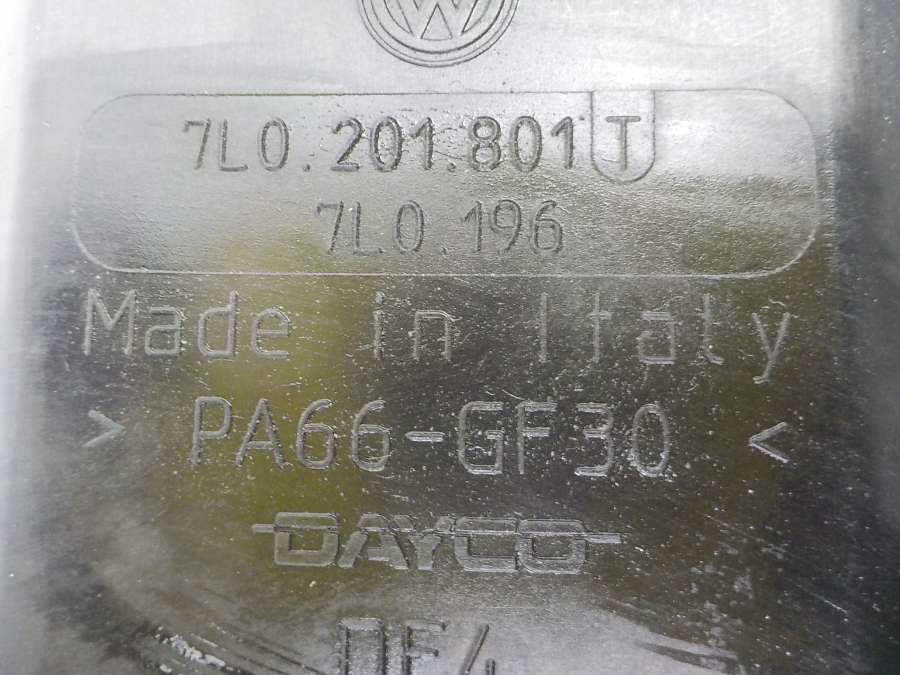 7L0.201.801 T
7L0.196
Made in Italy
> PA66-GF30 <
DAYCO